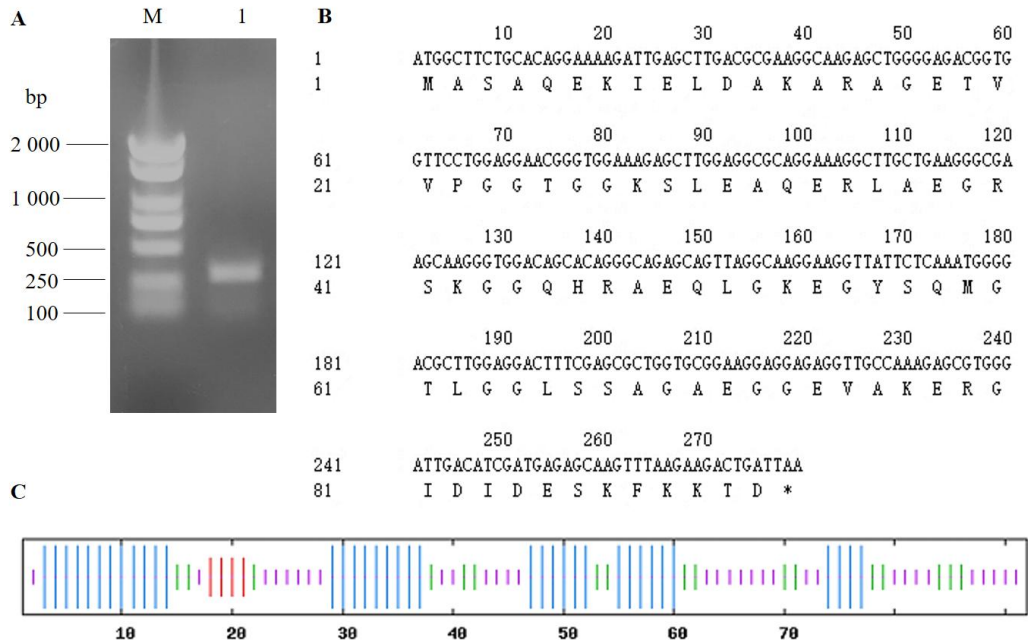 A
M 1
bp
2 000
1 000
500
250
100
B
10 20 30 40 50 60
1 ATGGCTTCTGCACAGGAAAAGATTGAGCTTGACGCGAAGGCAAGAGCTGGGGAGACGGTG
1 M A S A Q E K I E L D A K A R A G E T V
70 80 90 100 110 120
61 GTTCCTGGAGGAACGGGTGGAAAGAGCTTGGAGGCGCAGGAAAGGCTTGCTGAAGGGCGA
21 V P G G T G G K S L E A Q E R L A E G R
130 140 150 160 170 180
121 AGCAAGGGTGGACAGCACAGGGCAGAGCAGTTAGGCAAGGAAGGTTATTCTCAAATGGGG
41 S K G G Q H R A E Q L G K E G Y S Q M G
190 200 210 220 230 240
181 ACGCTTGGAGGACTTTCGAGCGCTGGTGCGGAAGGAGGAGAGGTTGCCAAAGAGCGTGGG
61 T L G G L S S A G A E G G E V A K E R G
250 260 270
241 ATTGACATCGATGAGAGCAAGTTTAAGAAGACTGATTAA
81 I D I D E S K F K K T D *
C
10 20 30 40 50 60 70 80